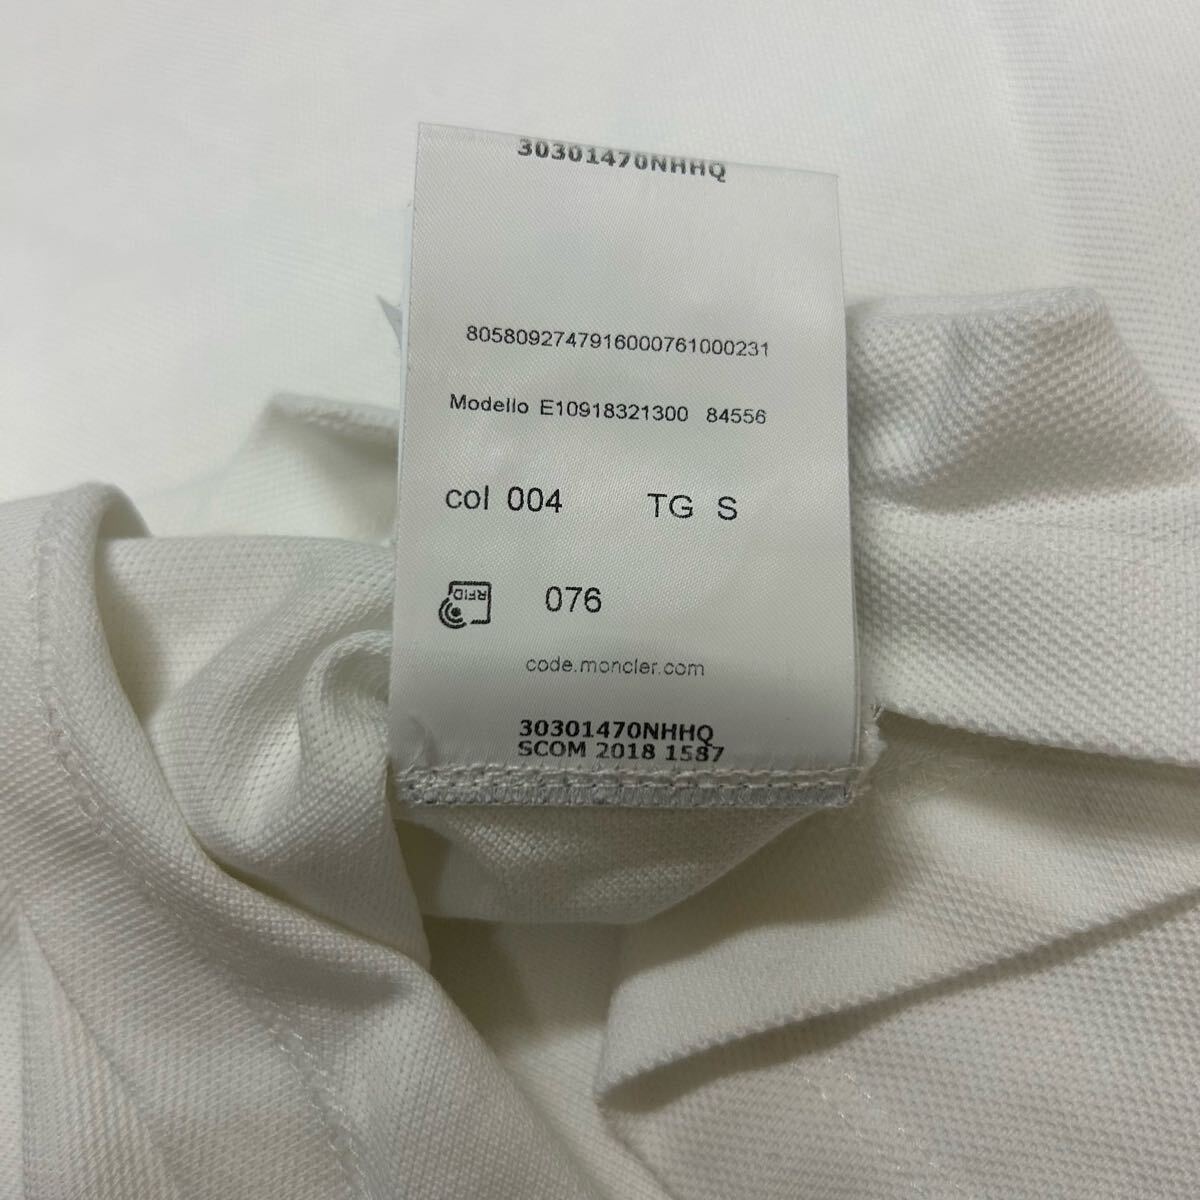 30301470NHHQ
8058092747916000761000231
Modello E10918321300 84556
col 004 TG S
RFID
076
code.moncler.com
30301470NHHQ
SCOM 2018 1587